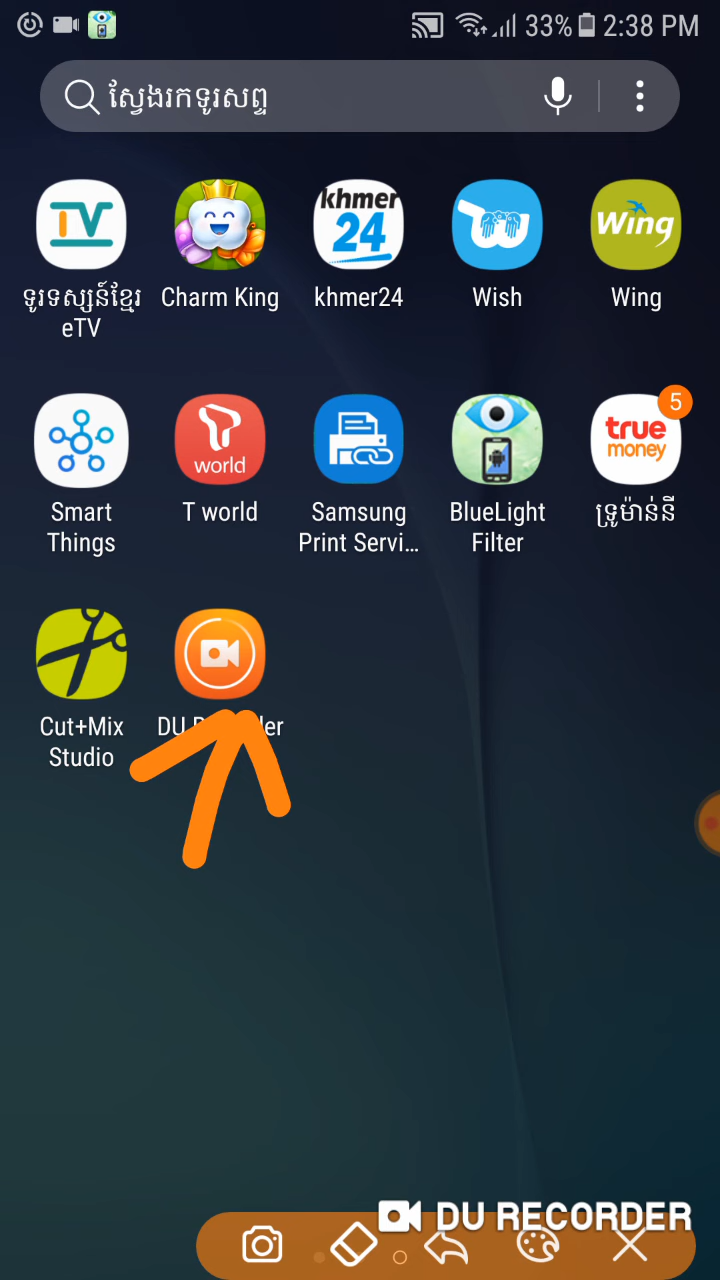 33% 2:38 PM
ស្វែងរកទូរសព្ទ
TV
khmer
24
Wing
ទូរទស្សន៍ខ្មែរ
eTV
Charm King
khmer24
Wish
Wing
world
true
money
5
Smart
Things
T world
Samsung
Print Servi...
BlueLight
Filter
ទ្រូម៉ាន់នី
Cut+Mix
Studio
DU
DU RECORDER